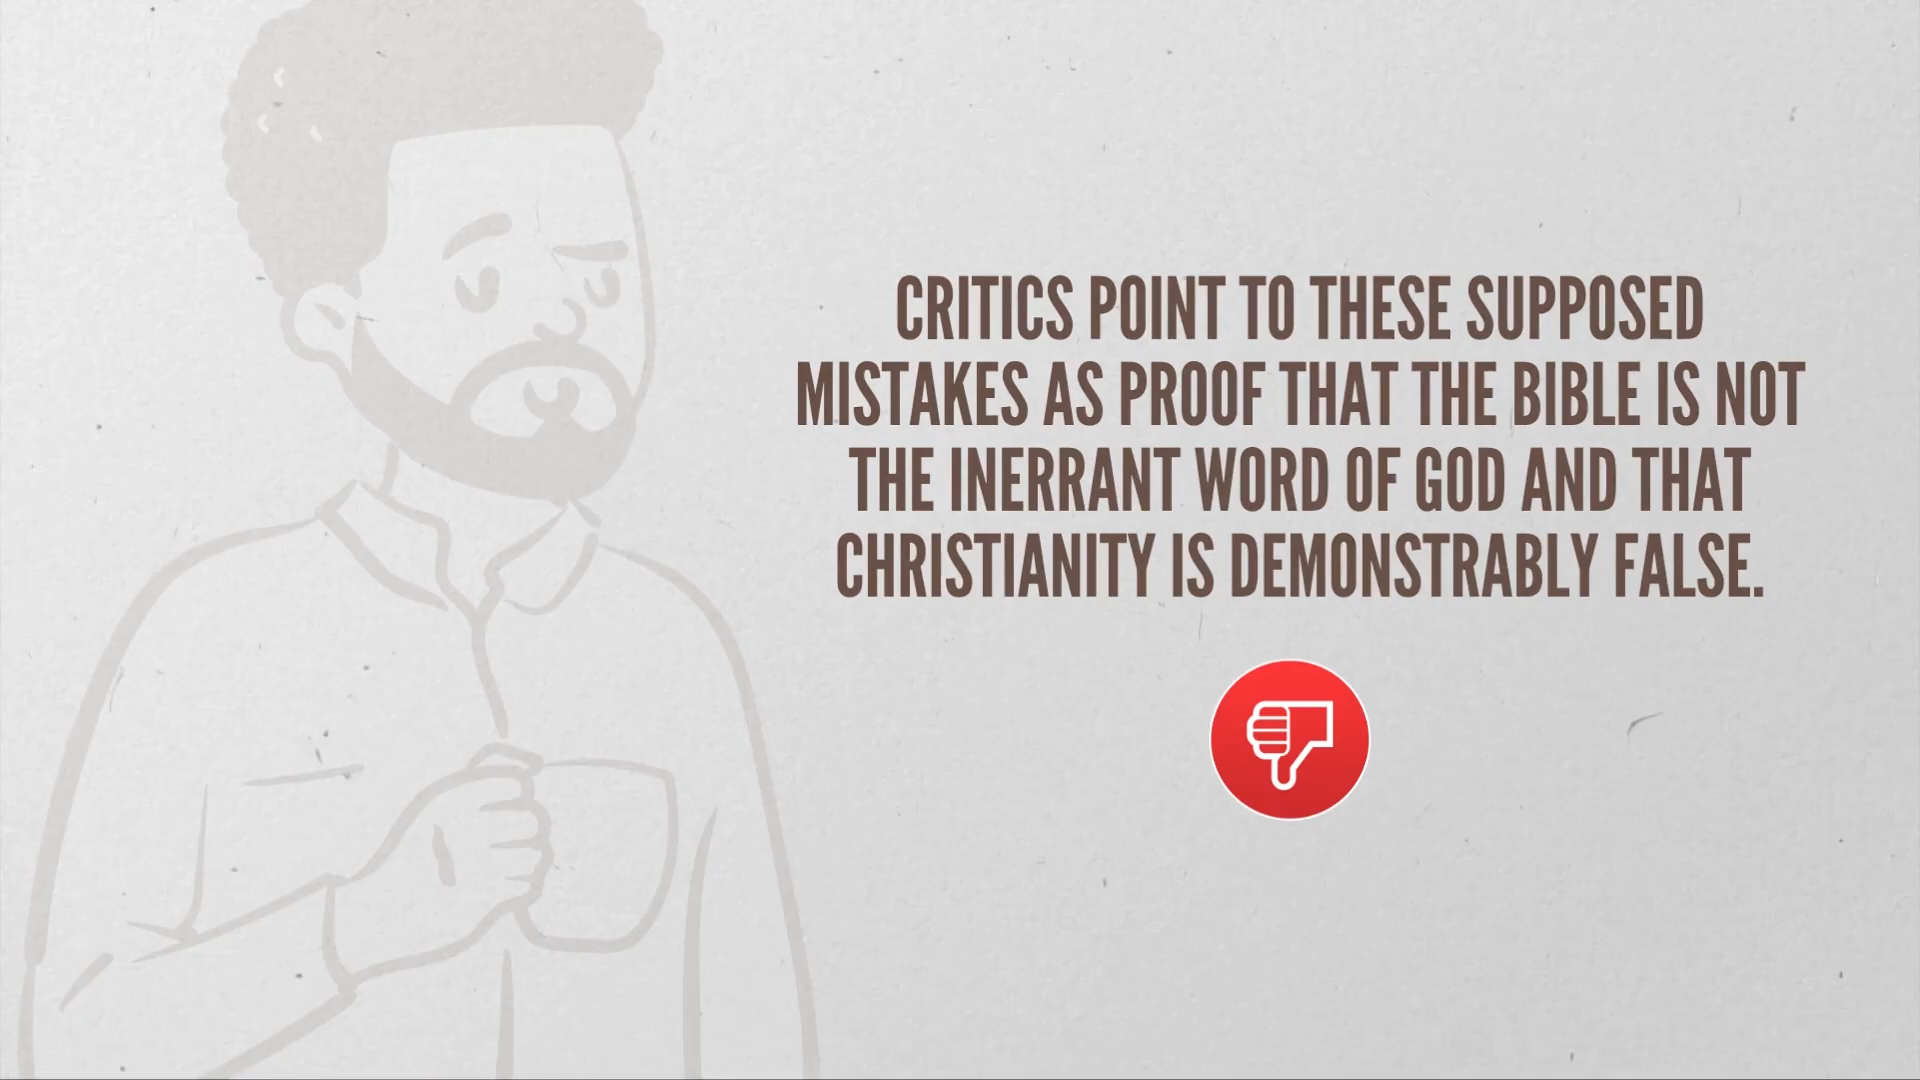 CRITICS POINT TO THESE SUPPOSED
MISTAKES AS PROOF THAT THE BIBLE IS NOT
THE INERRANT WORD OF GOD AND THAT
CHRISTIANITY IS DEMONSTRABLY FALSE.